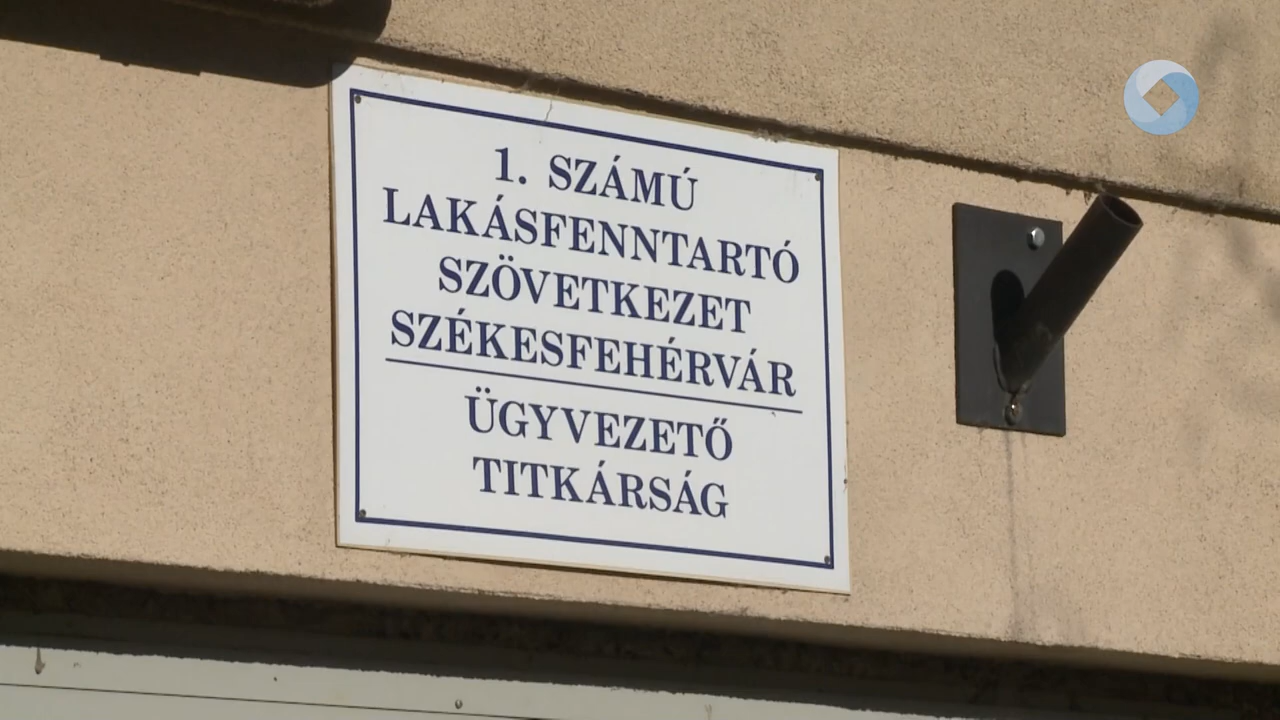 1. SZÁMÚ
LAKÁSFENNTARTÓ
SZÖVETKEZET
SZÉKESFEHÉRVÁR
ÜGYVEZETŐ
TITKÁRSÁG